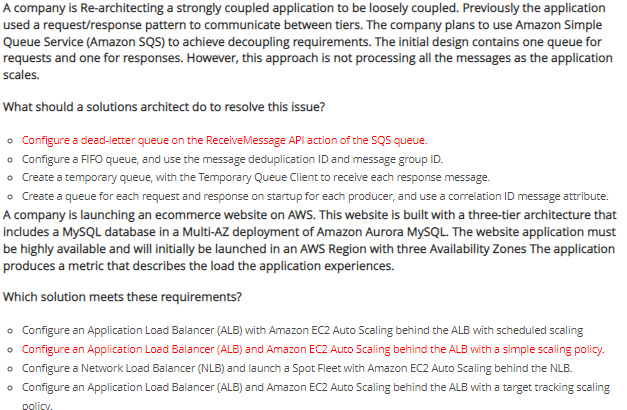 A company is Re-architecting a strongly coupled application to be loosely coupled. Previously the application
used a request/response pattern to communicate between tiers. The company plans to use Amazon Simple
Queue Service (Amazon SQS) to achieve decoupling requirements. The initial design contains one queue for
requests and one for responses. However, this approach is not processing all the messages as the application
scales.
What should a solutions architect do to resolve this issue?
Configure a dead-letter queue on the ReceiveMessage API action of the SQS queue.
Configure a FIFO queue, and use the message deduplication ID and message group ID.
Create a temporary queue, with the Temporary Queue Client to receive each response message.
Create a queue for each request and response on startup for each producer, and use a correlation ID message attribute.
A company is launching an ecommerce website on AWS. This website is built with a three-tier architecture that
includes a MySQL database in a Multi-AZ deployment of Amazon Aurora MySQL. The website application must
be highly available and will initially be launched in an AWS Region with three Availability Zones The application
produces a metric that describes the load the application experiences.
Which solution meets these requirements?
Configure an Application Load Balancer (ALB) with Amazon EC2 Auto Scaling behind the ALB with scheduled scaling
Configure an Application Load Balancer (ALB) and Amazon EC2 Auto Scaling behind the ALB with a simple scaling policy.
Configure a Network Load Balancer (NLB) and launch a Spot Fleet with Amazon EC2 Auto Scaling behind the NLB.
Configure an Application Load Balancer (ALB) and Amazon EC2 Auto Scaling behind the ALB with a target tracking scaling
policy.